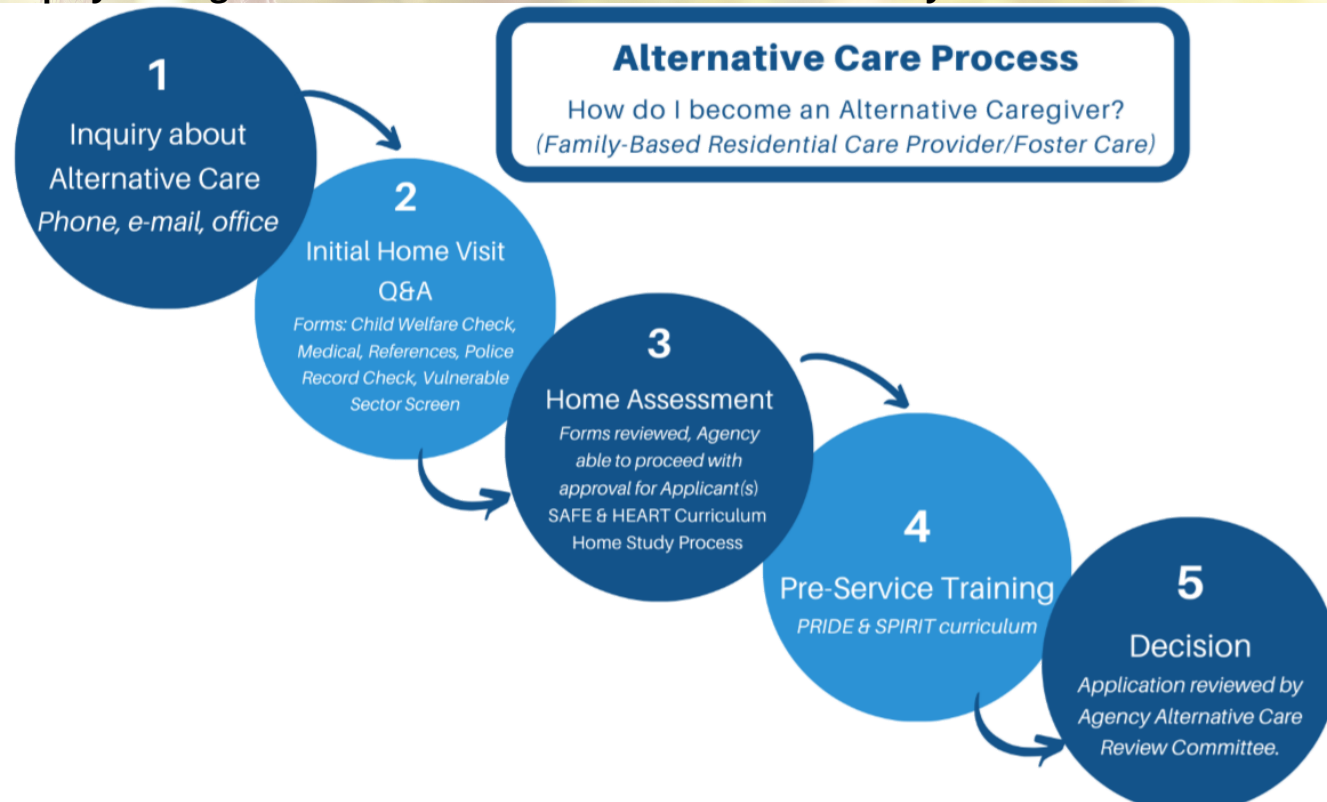 Alternative Care Process
How do I become an Alternative Caregiver?
(Family-Based Residential Care Provider/Foster Care)
1
Inquiry about
Alternative Care
Phone, e-mail, office
2
Initial Home Visit
Q&A
Forms: Child Welfare Check,
Medical, References, Police
Record Check, Vulnerable
Sector Screen
3
Home Assessment
Forms reviewed, Agency
able to proceed with
approval for Applicant(s)
SAFE & HEART Curriculum
Home Study Process
4
Pre-Service Training
PRIDE & SPIRIT curriculum
5
Decision
Application reviewed by
Agency Alternative Care
Review Committee.